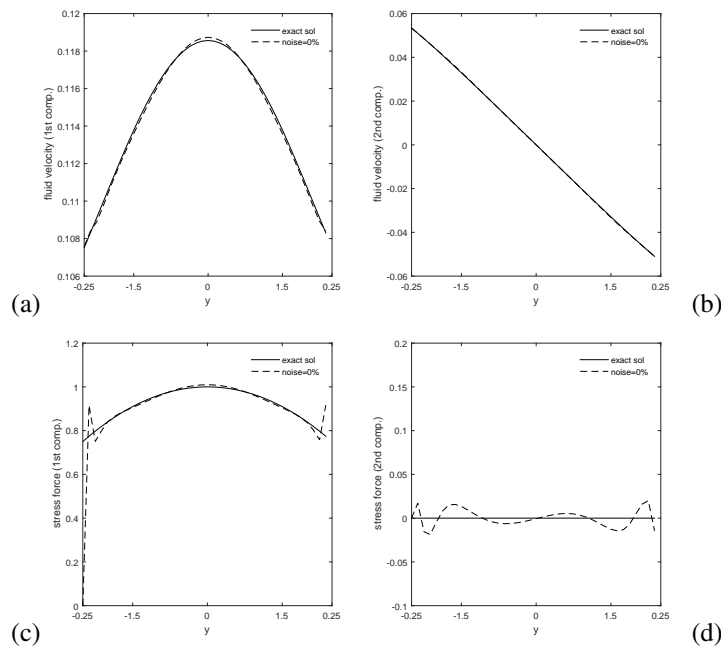 0.118
0.116
0.114
0.112
0.11
0.108
0.106
fluid velocity (1st comp.)
exact sol
noise=0%
-0.25
-1.5
0
1.5
0.25
y
(a)
0.06
0.04
0.02
0
-0.02
-0.04
-0.06
fluid velocity (2nd comp.)
exact sol
noise=0%
-0.25
-1.5
0
1.5
0.25
y
(b)
1.2
1
0.8
0.6
0.4
0.2
0
stress force (1st comp.)
exact sol
noise=0%
-0.25
-1.5
0
1.5
0.25
y
(c)
0.2
0.15
0.1
0.05
0
-0.05
-0.1
stress force (2nd comp.)
exact sol
noise=0%
-0.25
-1.5
0
1.5
0.25
y
(d)